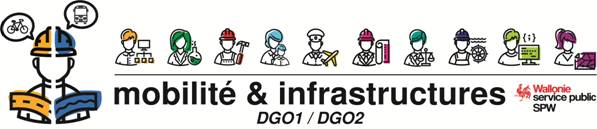 {;}
mobilité & infrastructures
DGO1 / DGO2
Wallonie
service public
SPW